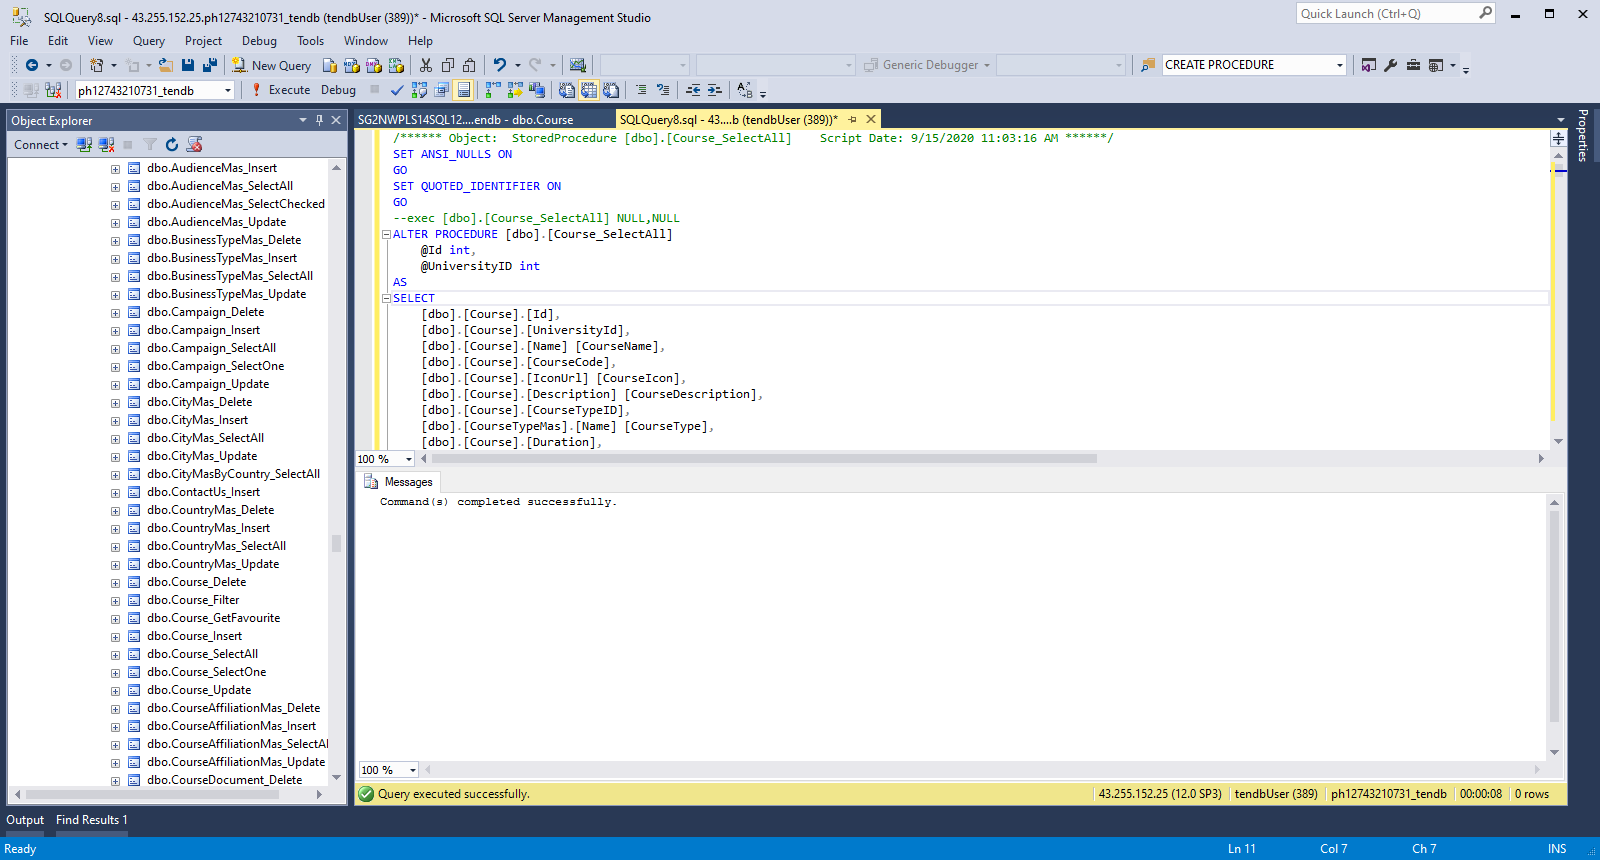 SQLQuery8.sql - 43.255.152.25.ph12743210731_tendb (tendbUser (389))* - Microsoft SQL Server Management Studio
Quick Launch (Ctrl+Q)
File Edit View Query Project Debug Tools Window Help
New Query
Generic Debugger
CREATE PROCEDURE
ph12743210731_tendb
Execute Debug
Object Explorer
Connect
dbo.AudienceMas_Insert
dbo.AudienceMas_SelectAll
dbo.AudienceMas_SelectChecked
dbo.AudienceMas_Update
dbo.BusinessTypeMas_Delete
dbo.BusinessTypeMas_Insert
dbo.BusinessTypeMas_SelectAll
dbo.BusinessTypeMas_Update
dbo.Campaign_Delete
dbo.Campaign_Insert
dbo.Campaign_SelectAll
dbo.Campaign_SelectOne
dbo.Campaign_Update
dbo.CityMas_Delete
dbo.CityMas_Insert
dbo.CityMas_SelectAll
dbo.CityMas_Update
dbo.CityMasByCountry_SelectAll
dbo.ContactUs_Insert
dbo.CountryMas_Delete
dbo.CountryMas_Insert
dbo.CountryMas_SelectAll
dbo.CountryMas_Update
dbo.Course_Delete
dbo.Course_Filter
dbo.Course_GetFavourite
dbo.Course_Insert
dbo.Course_SelectAll
dbo.Course_SelectOne
dbo.Course_Update
dbo.CourseAffiliationMas_Delete
dbo.CourseAffiliationMas_Insert
dbo.CourseAffiliationMas_SelectAl
dbo.CourseAffiliationMas_Update
dbo.CourseDocument_Delete
SG2NWPLS14SQL12....endb - dbo.Course
SQLQuery8.sql - 43....b (tendbUser (389))*
/****** Object:  StoredProcedure [dbo].[Course_SelectAll]    Script Date: 9/15/2020 11:03:16 AM ******/
SET ANSI_NULLS ON
GO
SET QUOTED_IDENTIFIER ON
GO
--exec [dbo].[Course_SelectAll] NULL,NULL
ALTER PROCEDURE [dbo].[Course_SelectAll]
@Id int,
@UniversityID int
AS
SELECT
[dbo].[Course].[Id],
[dbo].[Course].[UniversityId],
[dbo].[Course].[Name] [CourseName],
[dbo].[Course].[CourseCode],
[dbo].[Course].[IconUrl] [CourseIcon],
[dbo].[Course].[Description] [CourseDescription],
[dbo].[Course].[CourseTypeID],
[dbo].[CourseTypeMas].[Name] [CourseType],
[dbo].[Course].[Duration],
100 %
Messages
Command(s) completed successfully.
100 %
Query executed successfully.
43.255.152.25 (12.0 SP3) tendbUser (389) ph12743210731_tendb 00:00:08 0 rows
Properties
Output Find Results 1
Ready
Ln 11 Col 7 Ch 7 INS